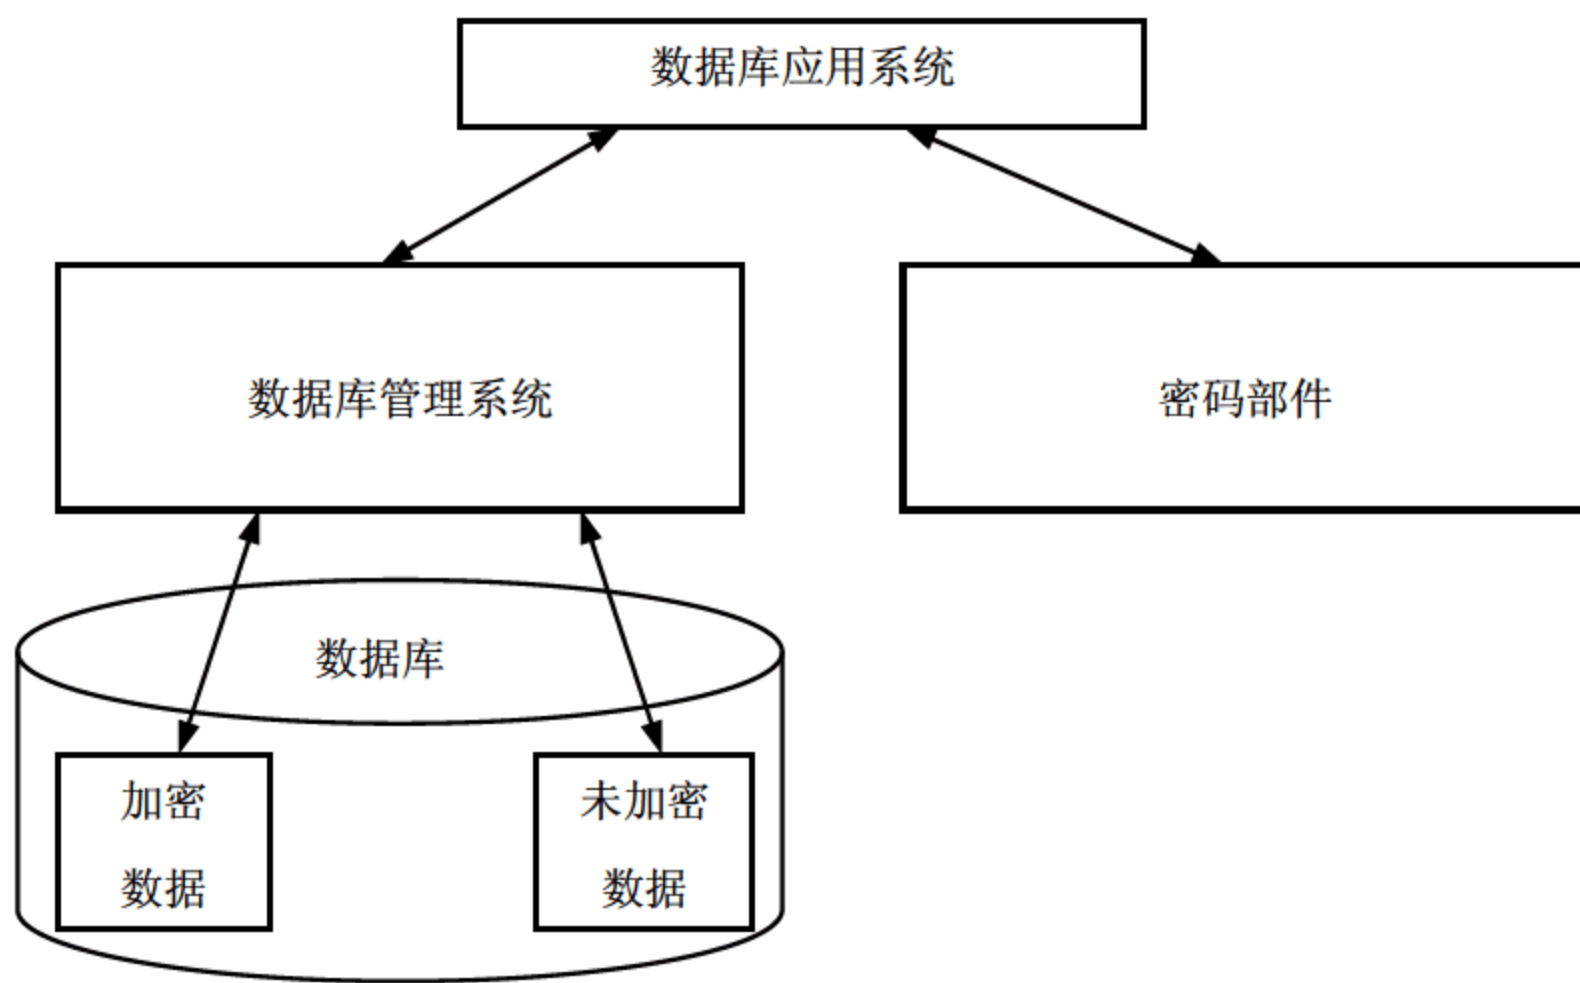 数据库应用系统
数据库管理系统
密码部件
数据库
加密
数据
未加密
数据